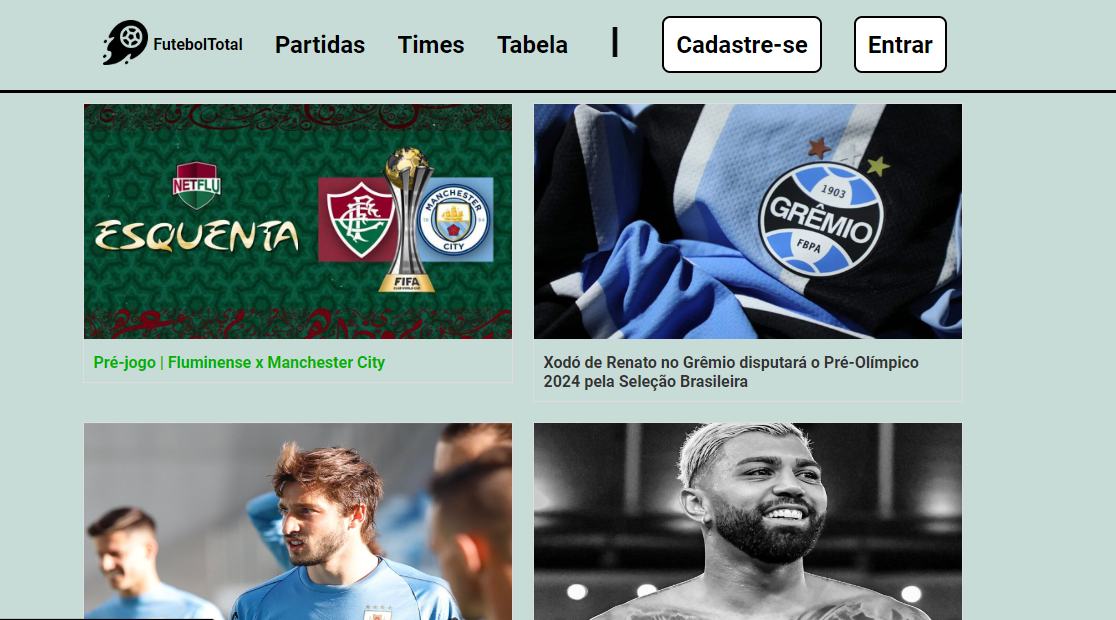 FutebolTotal
Partidas
Times
Tabela
|
Cadastre-se
Entrar
NETFLU
ESQUENTA
MANCHESTER
CITY
FIFA
1903
GRÊMIO
FBPA
Pré-jogo | Fluminense x Manchester City
Xodó de Renato no Grêmio disputará o Pré-Olímpico
2024 pela Seleção Brasileira